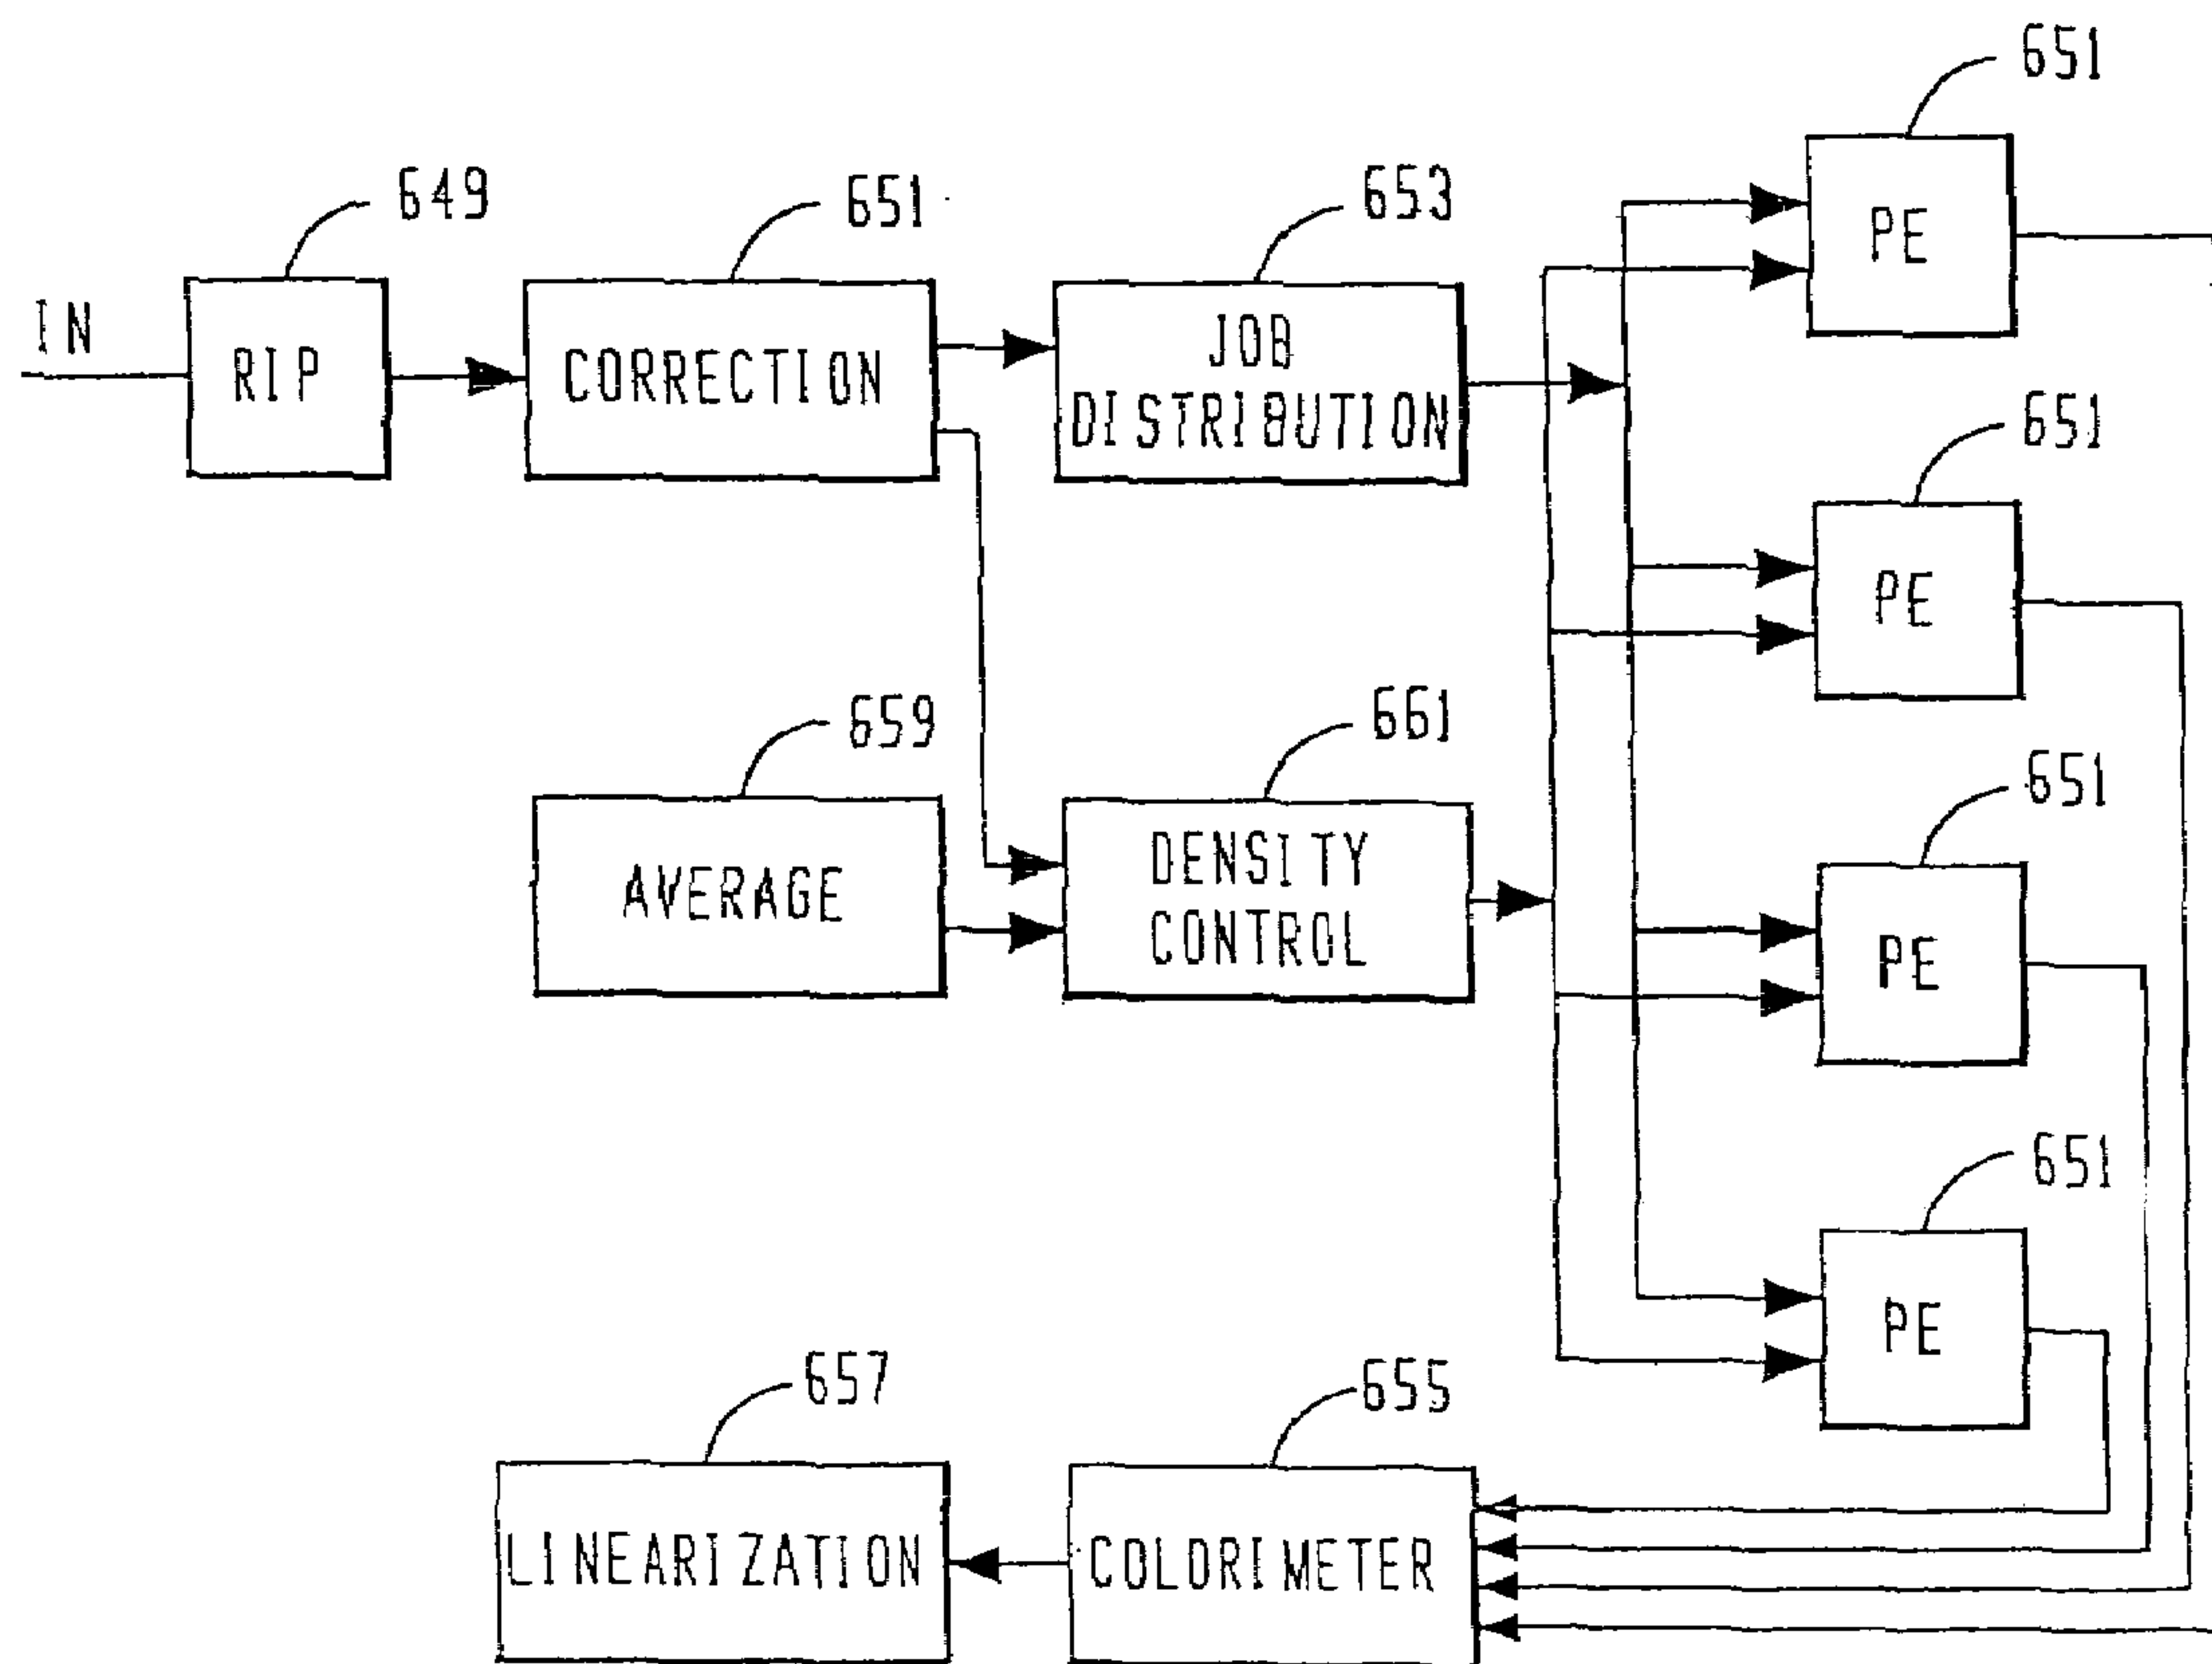 651
649
651
653
IN
RIP
CORRECTION
JOB
DISTRIBUTION
PE
651
PE
659
661
651
AVERAGE
DENSITY
CONTROL
PE
651
PE
657
655
LINEARIZATION
COLORIMETER